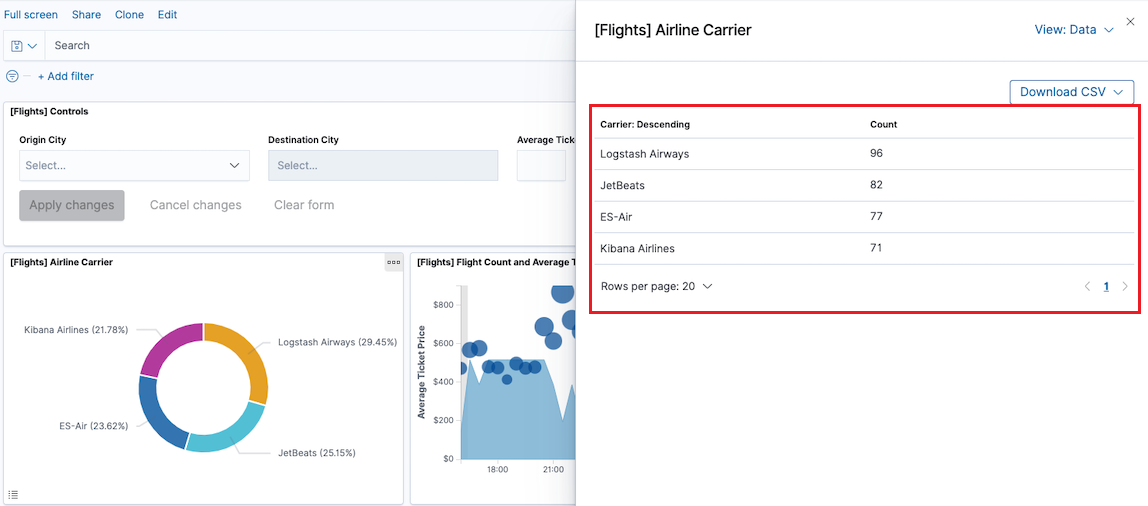 Full screen Share Clone Edit
Search
+ Add filter
[Flights] Controls
Origin City Destination City Average Ticke
Select... Select...
Apply changes Cancel changes Clear form
[Flights] Airline Carrier
Kibana Airlines (21.78%)
Logstash Airways (29.45%)
ES-Air (23.62%)
JetBeats (25.15%)
[Flights] Flight Count and Average T
Average Ticket Price
$800
$600
$400
$200
$0
18:00 21:00
[Flights] Airline Carrier View: Data
Download CSV
Carrier: Descending Count
Logstash Airways 96
JetBeats 82
ES-Air 77
Kibana Airlines 71
Rows per page: 20 1